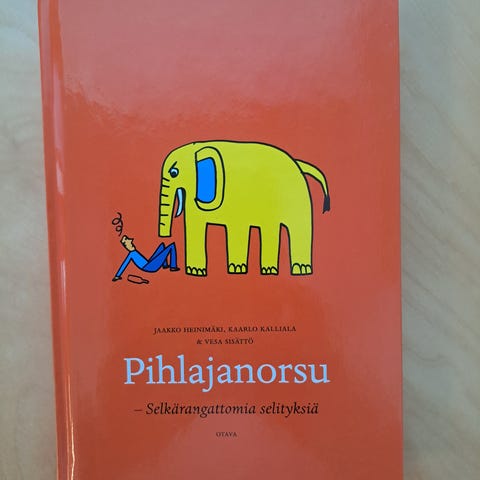 JAAKKO HEINIMÄKI, KAARLO KALLIALA
& VESA SISÄTTÖ
Pihlajanorsu
– Selkärangattomia selityksiä
OTAVA